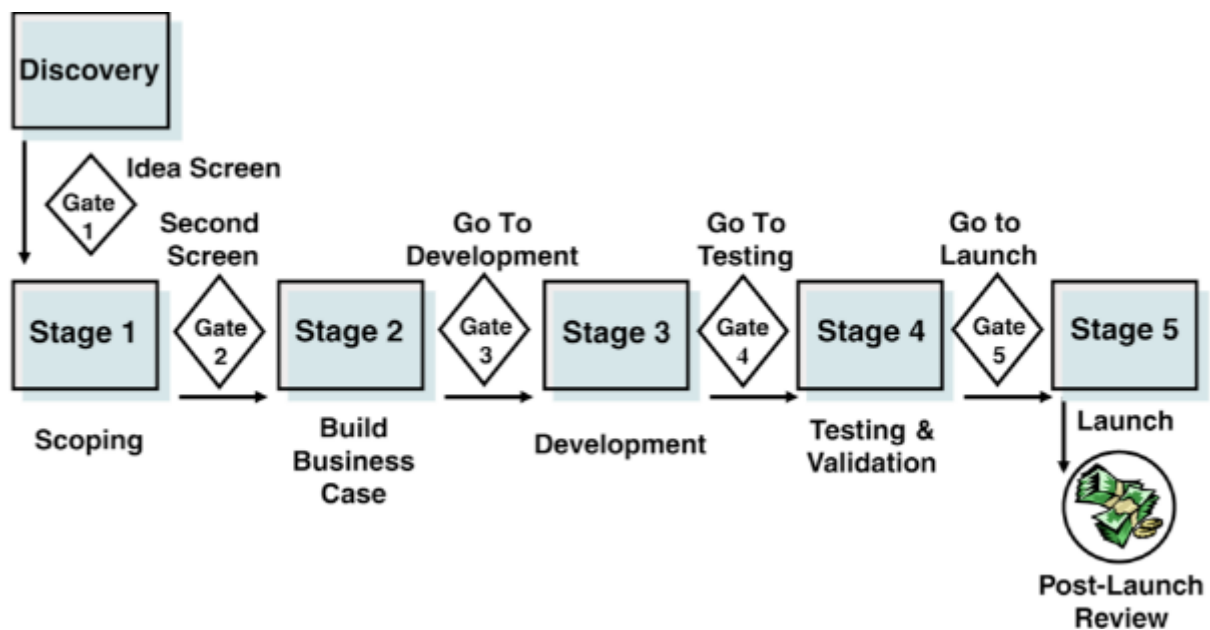 Discovery
Idea Screen
Gate
1
Second
Screen
Go To
Development
Go To
Testing
Go to
Launch
Stage 1
Gate
2
Stage 2
Gate
3
Stage 3
Gate
4
Stage 4
Gate
5
Stage 5
Scoping
Build
Business
Case
Development
Testing &
Validation
Launch
Post-Launch
Review